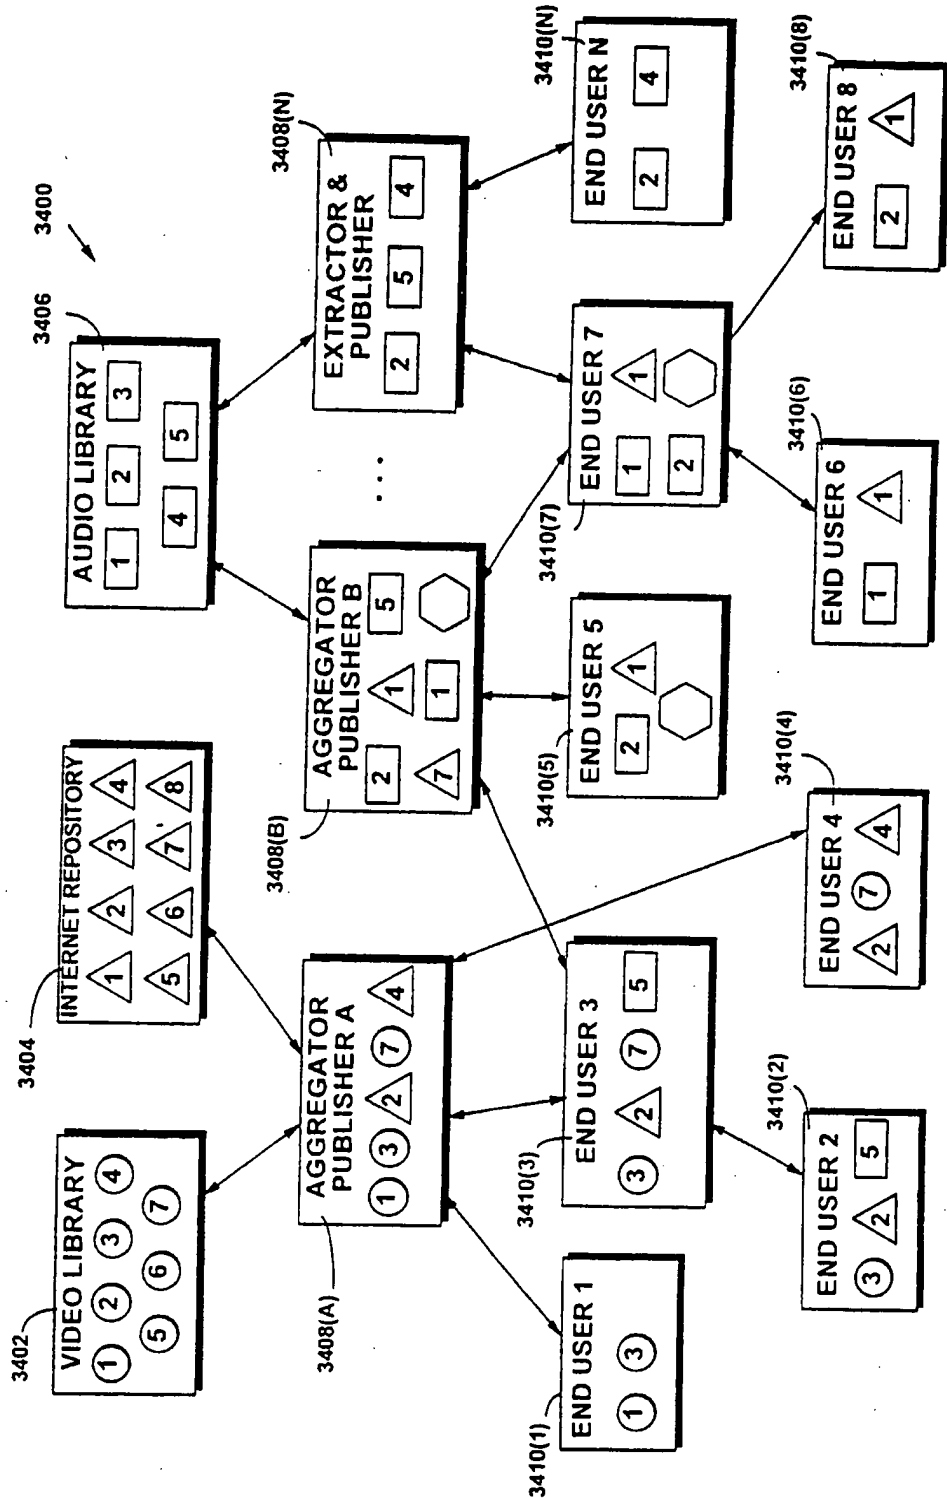 3400
3402
VIDEO LIBRARY
1 2 3 4
5 6 7
3404
INTERNET REPOSITORY
1 2 3 4
5 6 7 8
3406
AUDIO LIBRARY
1 2 3
4 5
3408(A)
AGGREGATOR
PUBLISHER A
1 3 2 7 4
3408(B)
AGGREGATOR
PUBLISHER B
2 1 5
7 1
...
3408(N)
EXTRACTOR &
PUBLISHER
2 5 4
3410(1)
END USER 1
1 3
3410(3)
END USER 3
3 2 7 5
3410(5)
END USER 5
2 1
3410(7)
END USER 7
1 1
2
3410(N)
END USER N
2 4
3410(2)
END USER 2
3 2 5
3410(4)
END USER 4
2 7 4
3410(6)
END USER 6
1 1
3410(8)
END USER 8
2 1